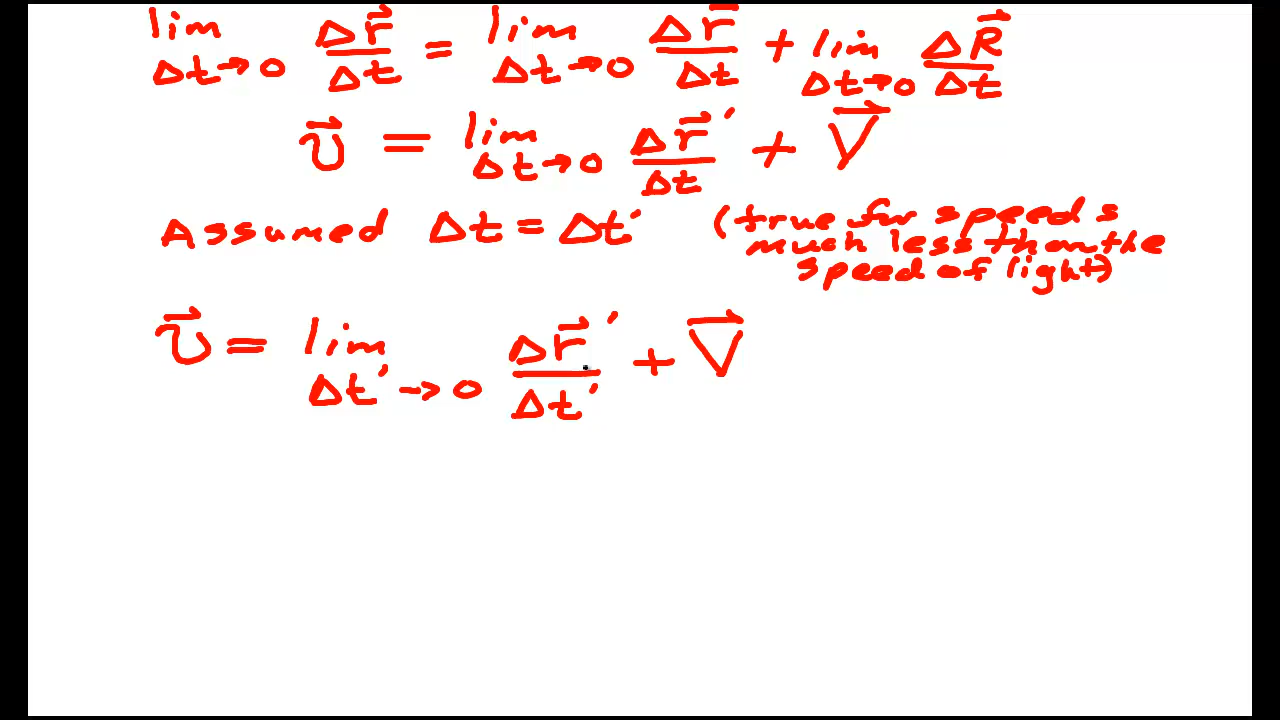 lim Δt→0 Δr⃗/Δt = lim Δt→0 Δr⃗/Δt + lim Δt→0 ΔR⃗/Δt
v⃗ = lim Δt→0 Δr⃗′/Δt + V⃗
Assumed Δt = Δt′ (true for speeds
much less than the
speed of light)
v⃗ = lim Δt′→0 Δr⃗′/Δt′ + V⃗